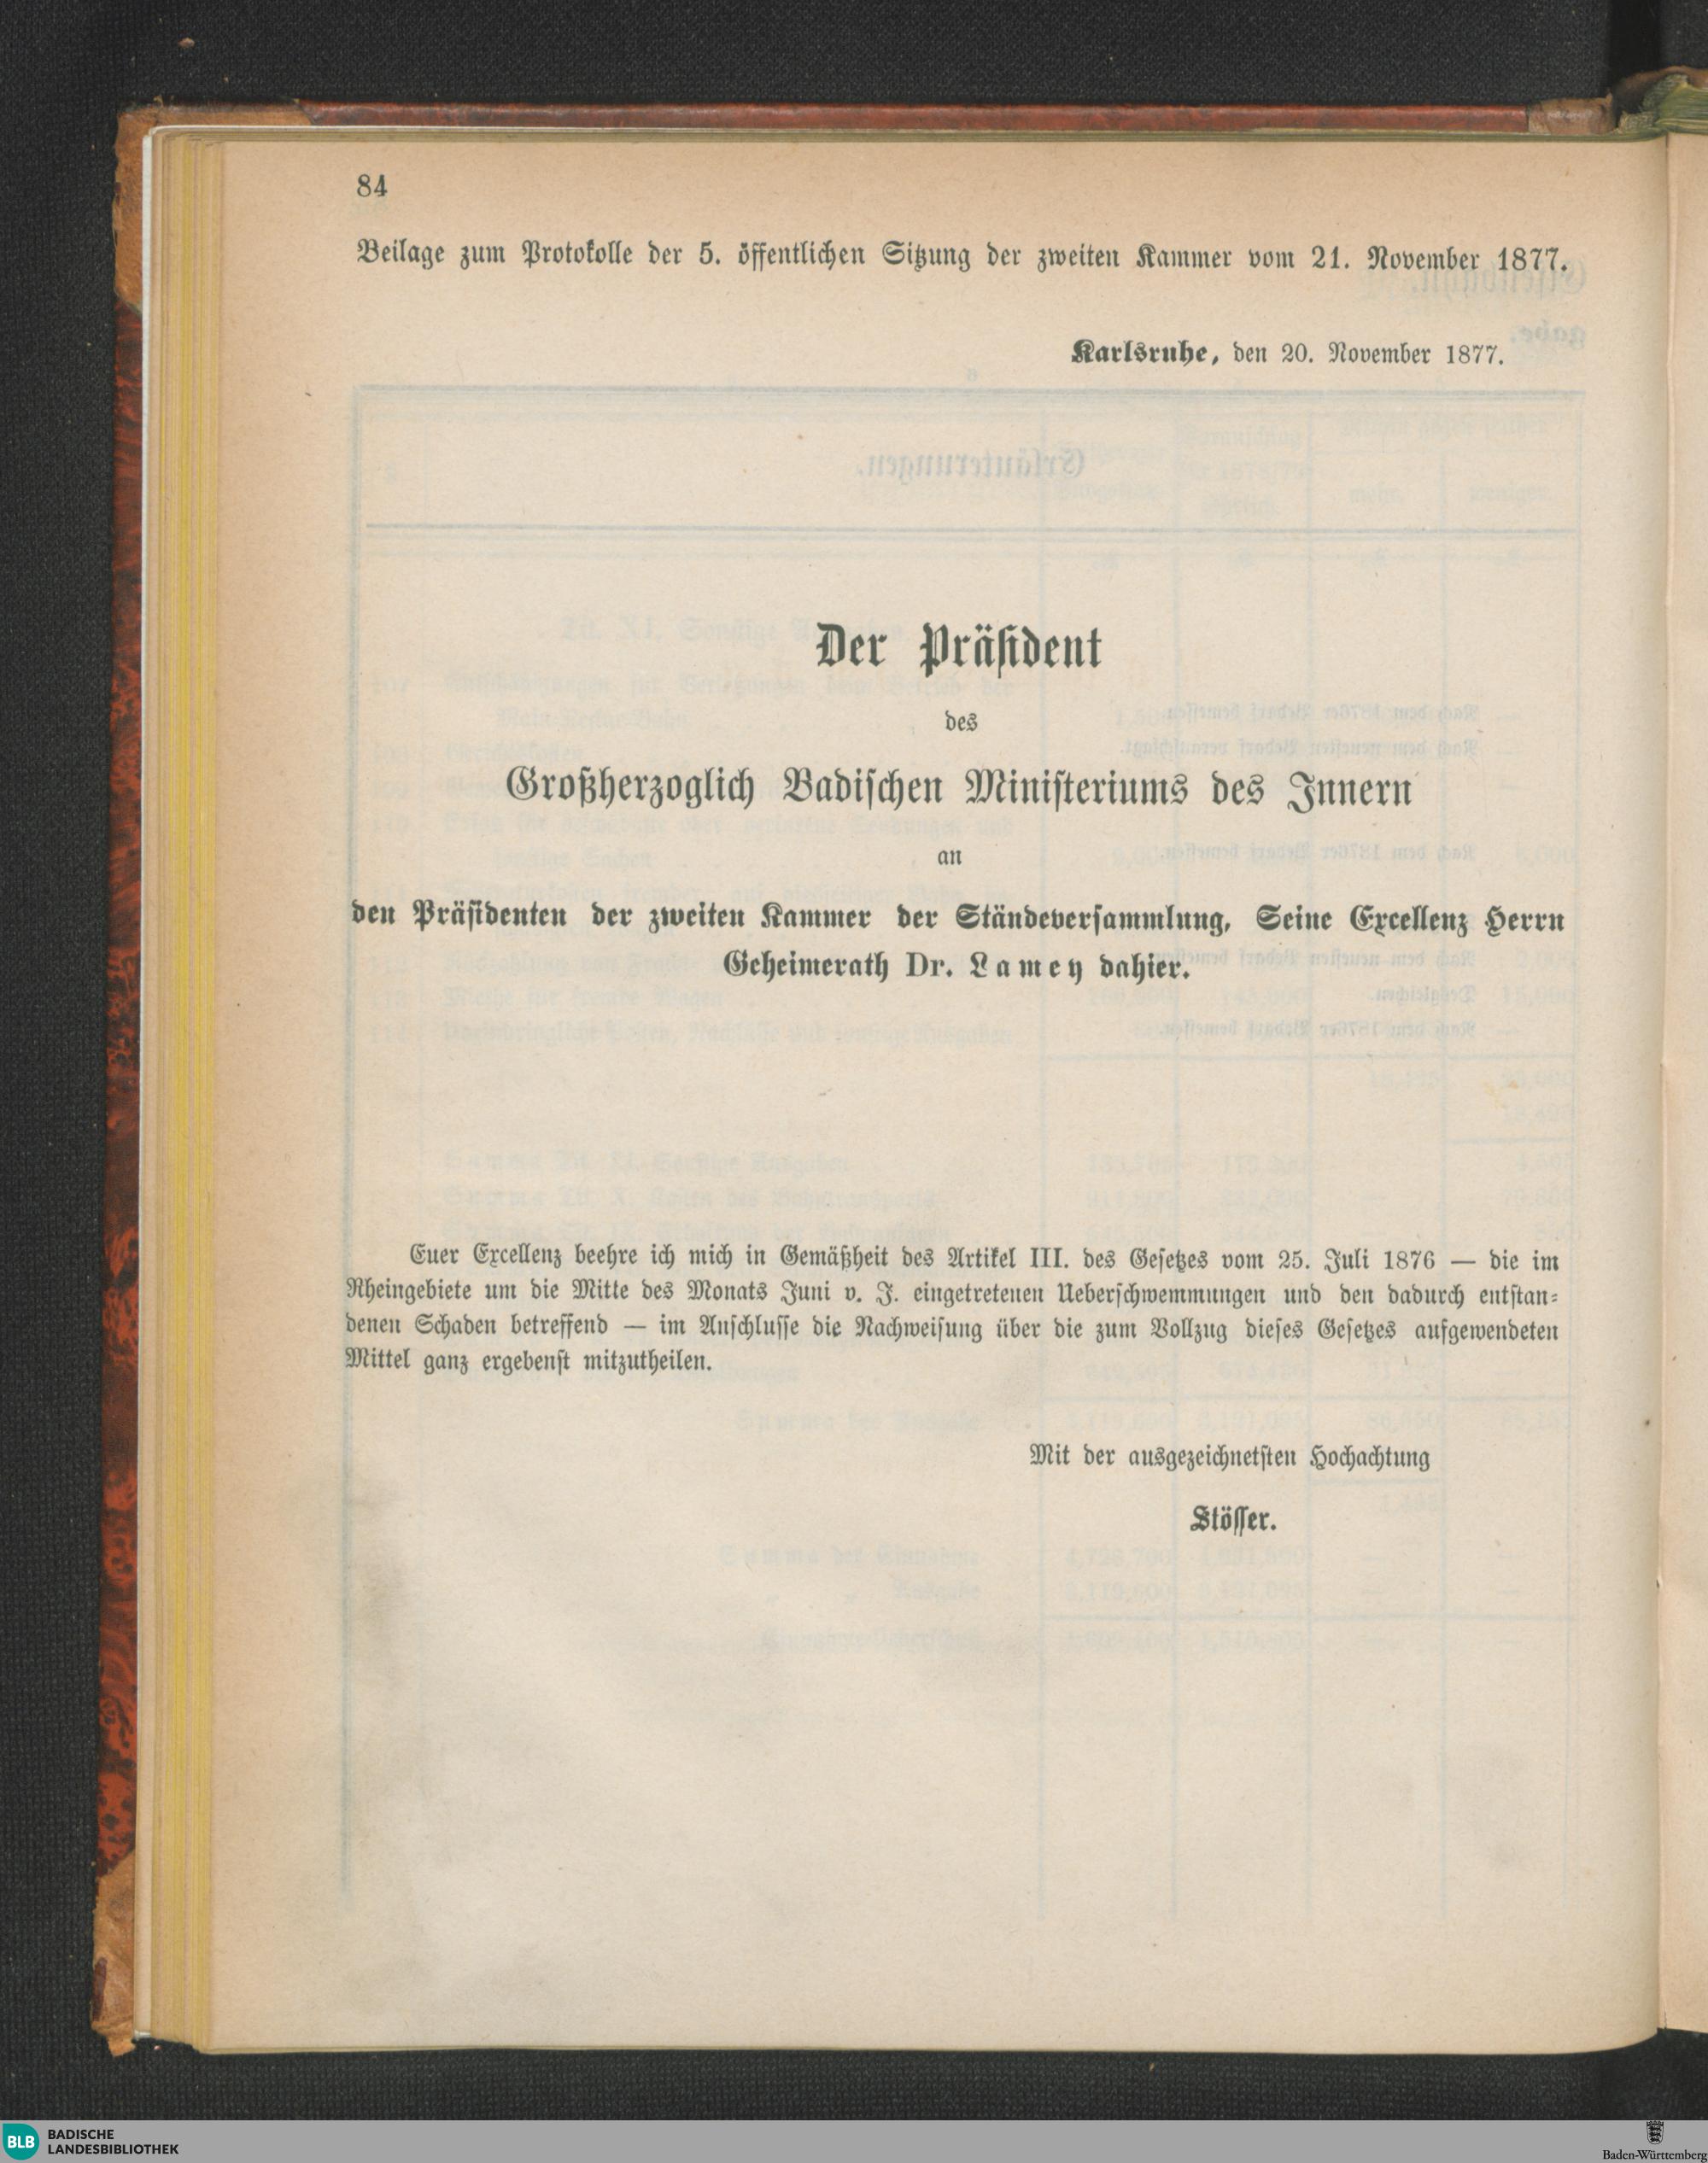 84
Beilage zum Protokolle der 5. öffentlichen Sitzung der zweiten Kammer vom 21. November 1877.
Karlsruhe, den 20. November 1877.
Der Präsident
des
Großherzoglich Badischen Ministeriums des Innern
an
den Präsidenten der zweiten Kammer der Ständeversammlung, Seine Excellenz Herrn
Geheimerath Dr. Lamey dahier.
Euer Excellenz beehre ich mich in Gemäßheit des Artikel III. des Gesetzes vom 25. Juli 1876 — die im
Rheingebiete um die Mitte des Monats Juni v. J. eingetretenen Ueberschwemmungen und den dadurch entstan-
denen Schaden betreffend — im Anschlusse die Nachweisung über die zum Vollzug dieses Gesetzes aufgewendeten
Mittel ganz ergebenst mitzutheilen.
Mit der ausgezeichnetsten Hochachtung
Stösser.
BLB BADISCHE
LANDESBIBLIOTHEK
Baden-Württemberg